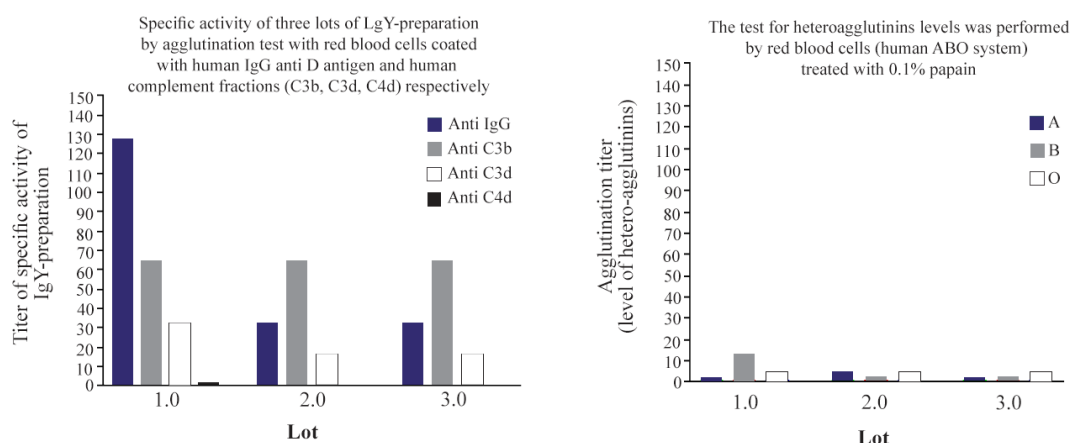 Specific activity of three lots of LgY-preparation
by agglutination test with red blood cells coated
with human IgG anti D antigen and human
complement fractions (C3b, C3d, C4d) respectively
Titer of specific activity of
IgY-preparation
150
140
130
120
110
100
90
80
70
60
50
40
30
20
10
0
Anti IgG
Anti C3b
Anti C3d
Anti C4d
1.0
2.0
3.0
Lot
The test for heteroagglutinins levels was performed
by red blood cells (human ABO system)
treated with 0.1% papain
Agglutination titer
(level of hetero-agglutinins)
150
140
130
120
110
100
90
80
70
60
50
40
30
20
10
0
A
B
O
1.0
2.0
3.0
Lot